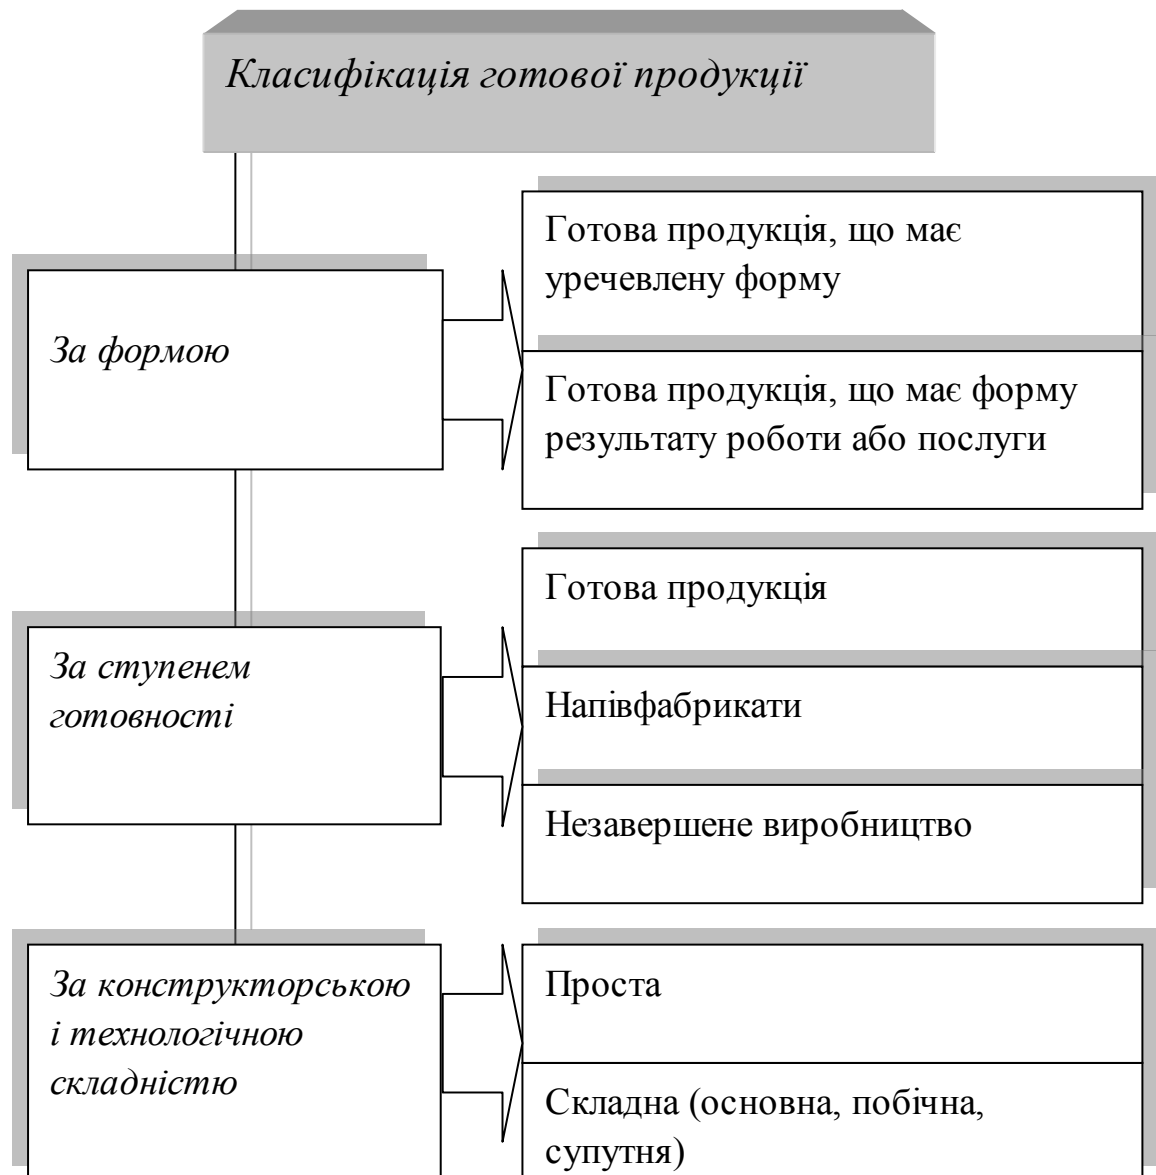 Класифікація готової продукції
За формою
Готова продукція, що має
уречевлену форму
Готова продукція, що має форму
результату роботи або послуги
За ступенем
готовності
Готова продукція
Напівфабрикати
Незавершене виробництво
За конструкторською
і технологічною
складністю
Проста
Складна (основна, побічна,
супутня)